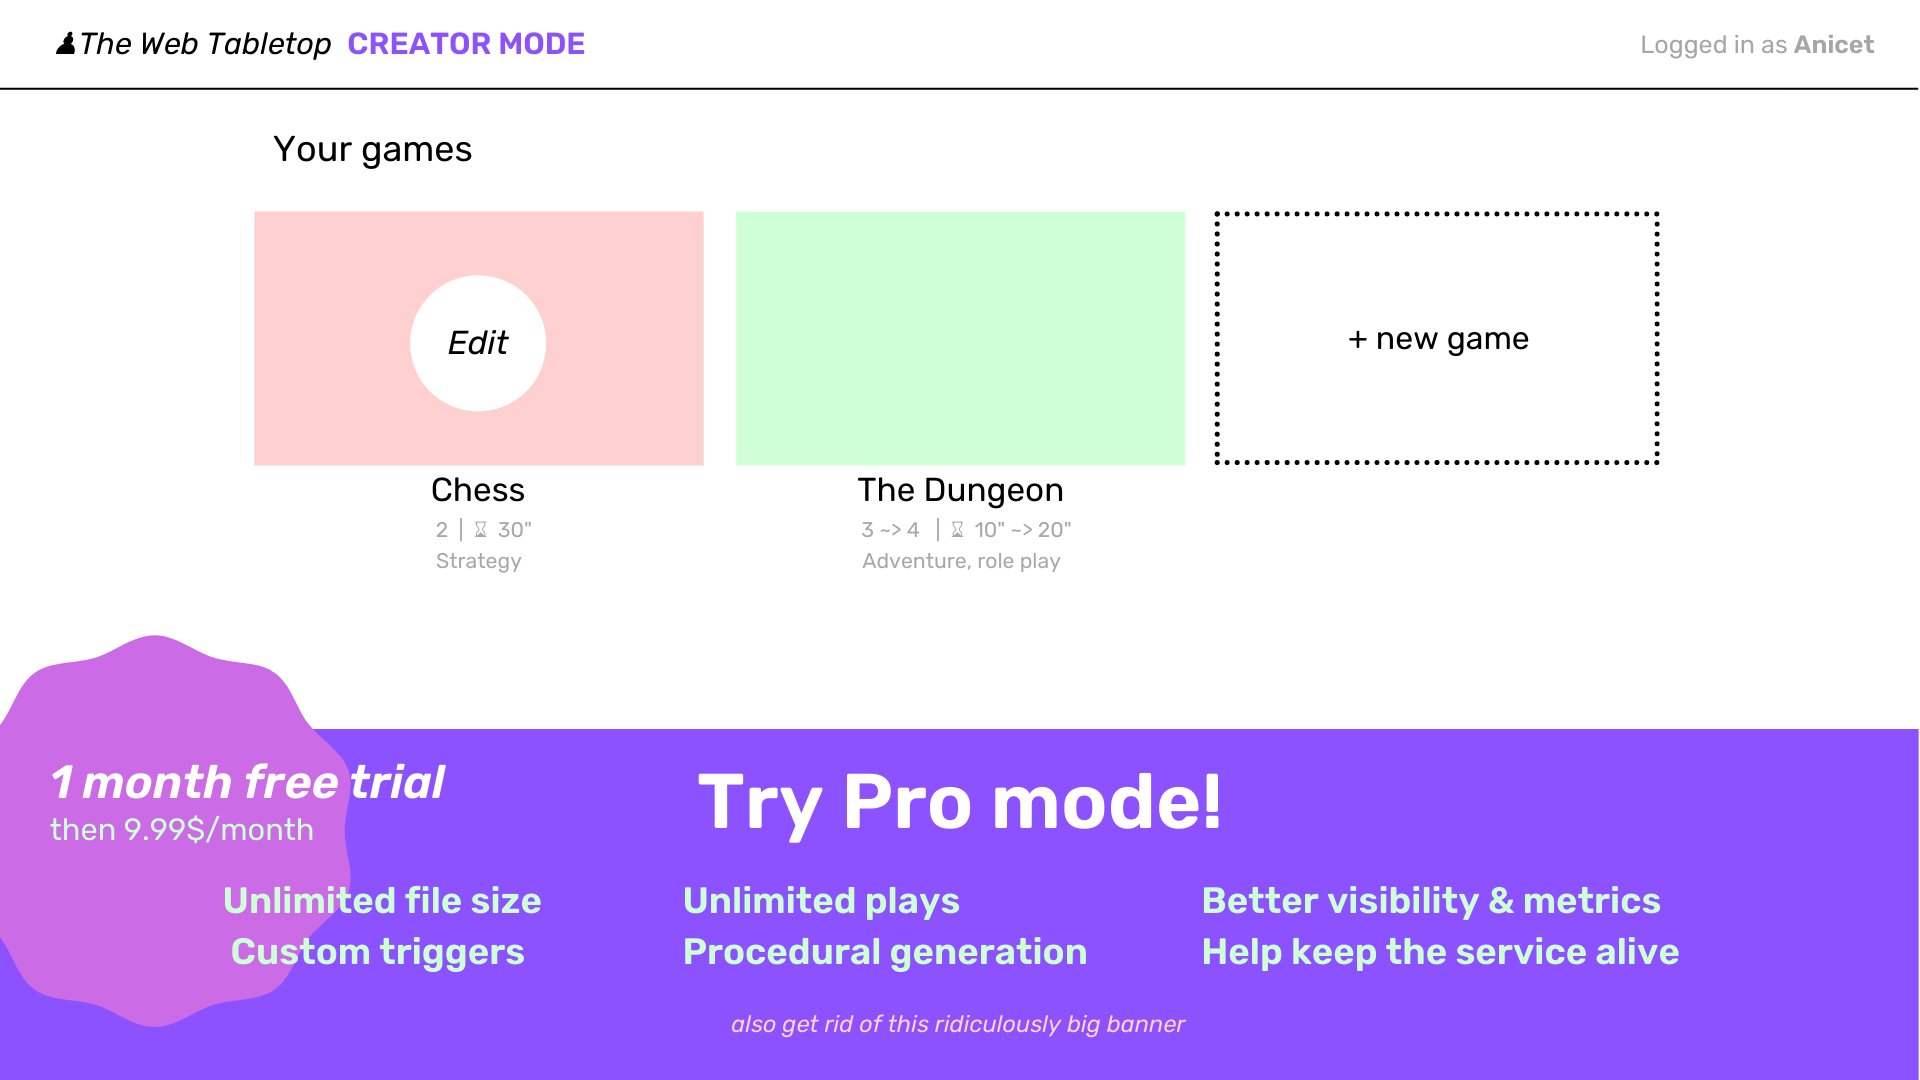 ♟The Web Tabletop CREATOR MODE
Logged in as Anicet
Your games
Edit
+ new game
Chess
2 | ⌛ 30"
Strategy
The Dungeon
3 ~> 4 | ⌛ 10" ~> 20"
Adventure, role play
1 month free trial
then 9.99$/month
Try Pro mode!
Unlimited file size
Custom triggers
Unlimited plays
Procedural generation
Better visibility & metrics
Help keep the service alive
also get rid of this ridiculously big banner